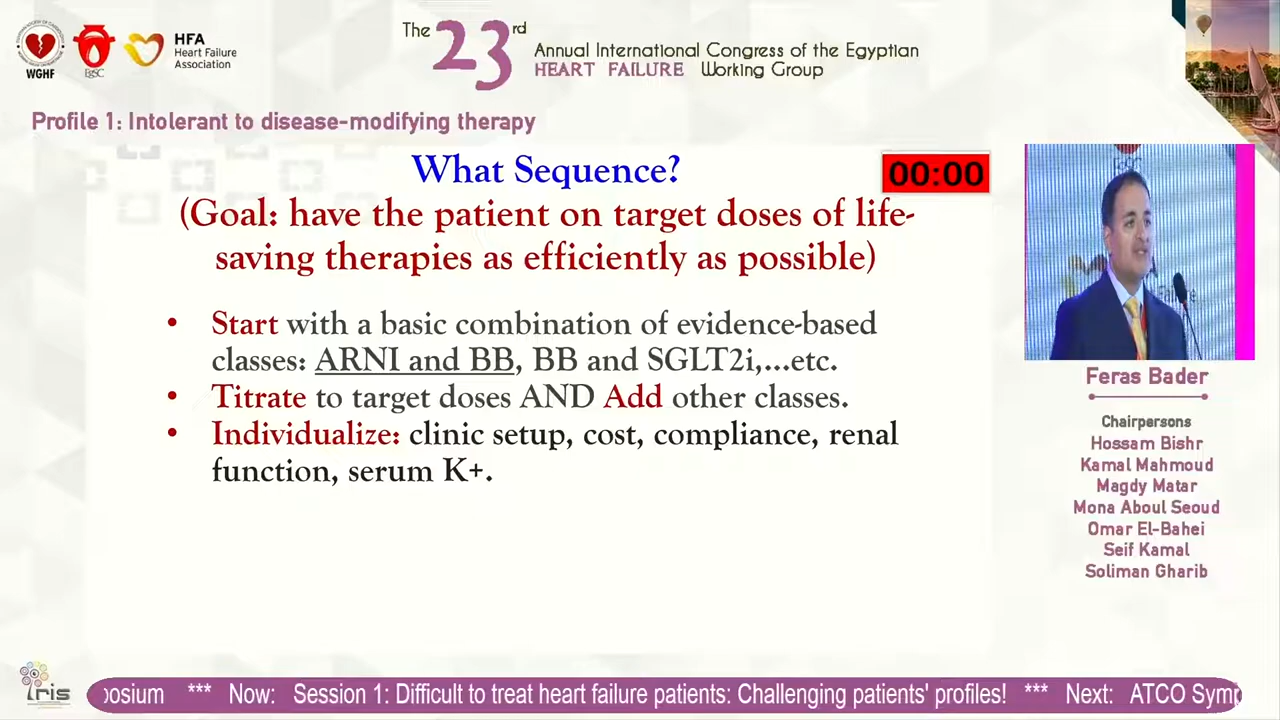 WGHF
EgSC
HFA
Heart Failure
Association
The 23rd
Annual International Congress of the Egyptian
HEART FAILURE Working Group
Profile 1: Intolerant to disease-modifying therapy
What Sequence?
00:00
(Goal: have the patient on target doses of life-
saving therapies as efficiently as possible)
• Start with a basic combination of evidence-based
classes: ARNI and BB, BB and SGLT2i,...etc.
• Titrate to target doses AND Add other classes.
• Individualize: clinic setup, cost, compliance, renal
function, serum K+.
Feras Bader
Chairpersons
Hossam Bishr
Kamal Mahmoud
Magdy Matar
Mona Aboul Seoud
Omar El-Bahei
Seif Kamal
Soliman Gharib
Iris
posium *** Now: Session 1: Difficult to treat heart failure patients: Challenging patients' profiles! *** Next: ATCO Symp